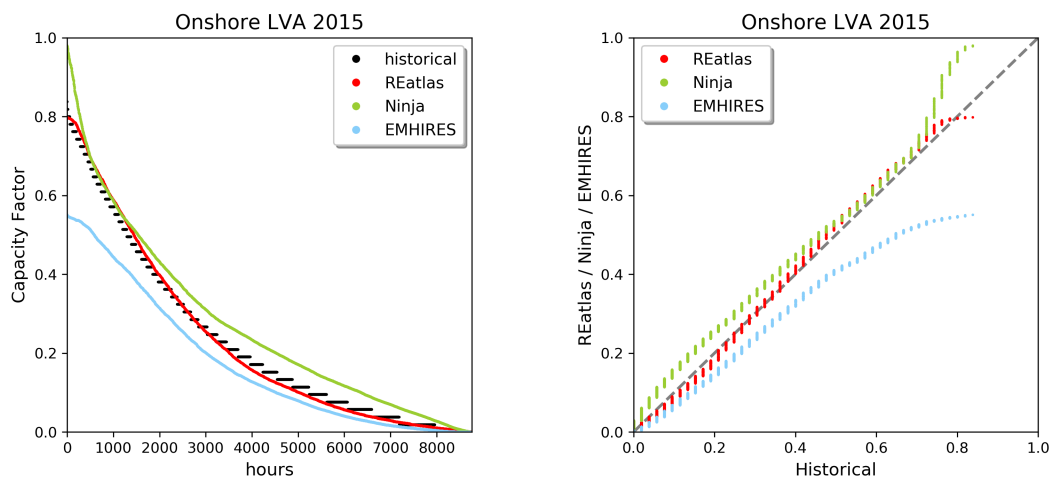 Onshore LVA 2015
1.0
0.8
0.6
0.4
0.2
0.0
Capacity Factor
historical
REatlas
Ninja
EMHIRES
0 1000 2000 3000 4000 5000 6000 7000 8000
hours
Onshore LVA 2015
1.0
0.8
0.6
0.4
0.2
0.0
REatlas / Ninja / EMHIRES
REatlas
Ninja
EMHIRES
0.0 0.2 0.4 0.6 0.8 1.0
Historical